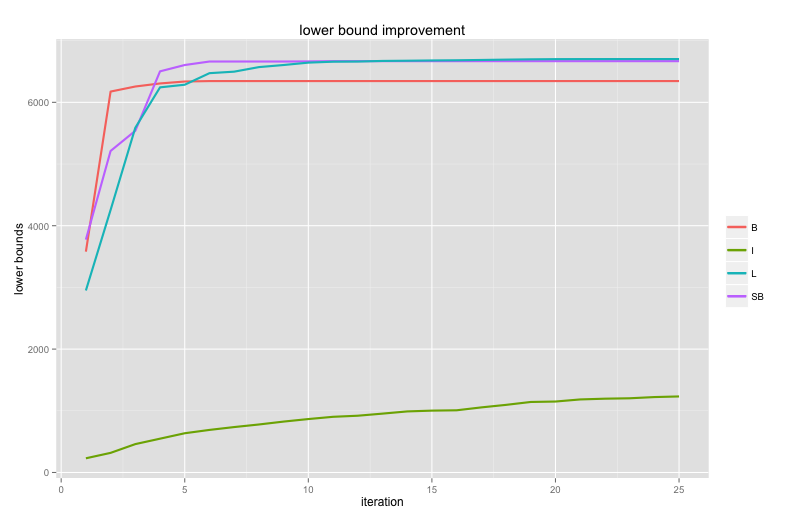 lower bound improvement
6000
4000
2000
0
lower bounds
0 5 10 15 20 25
iteration
B
I
L
SB